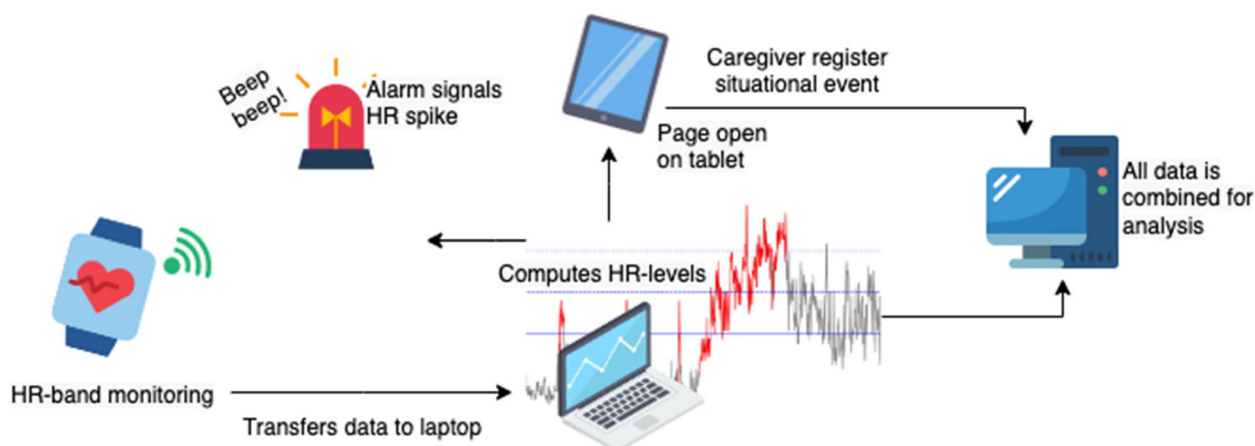 Beep
beep!
Alarm signals
HR spike
Caregiver register
situational event
Page open
on tablet
All data is
combined for
analysis
Computes HR-levels
HR-band monitoring
Transfers data to laptop